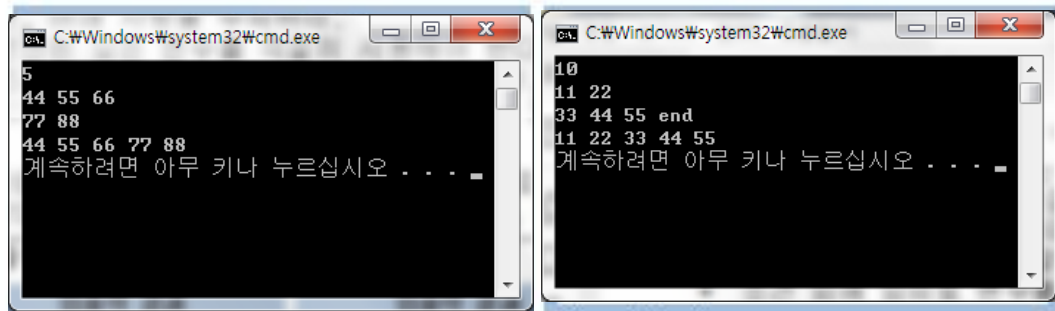 C:₩Windows₩system32₩cmd.exe
5
44 55 66
77 88
44 55 66 77 88
계속하려면 아무 키나 누르십시오 . . .
C:₩Windows₩system32₩cmd.exe
10
11 22
33 44 55 end
11 22 33 44 55
계속하려면 아무 키나 누르십시오 . . .